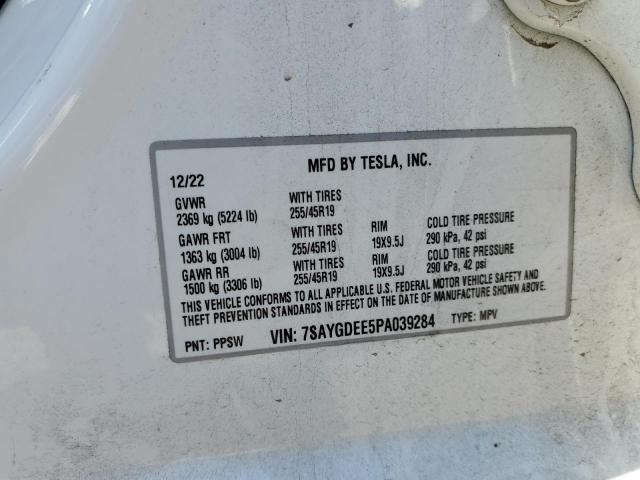 MFD BY TESLA, INC.
12/22
GVWR WITH TIRES
2369 kg (5224 lb) 255/45R19
GAWR FRT WITH TIRES RIM COLD TIRE PRESSURE
1363 kg (3004 lb) 255/45R19 19X9.5J 290 kPa, 42 psi
GAWR RR WITH TIRES RIM COLD TIRE PRESSURE
1500 kg (3306 lb) 255/45R19 19X9.5J 290 kPa, 42 psi
THIS VEHICLE CONFORMS TO ALL APPLICABLE U.S. FEDERAL MOTOR VEHICLE SAFETY AND
THEFT PREVENTION STANDARDS IN EFFECT ON THE DATE OF MANUFACTURE SHOWN ABOVE.
PNT: PPSW VIN: 7SAYGDEE5PA039284 TYPE: MPV